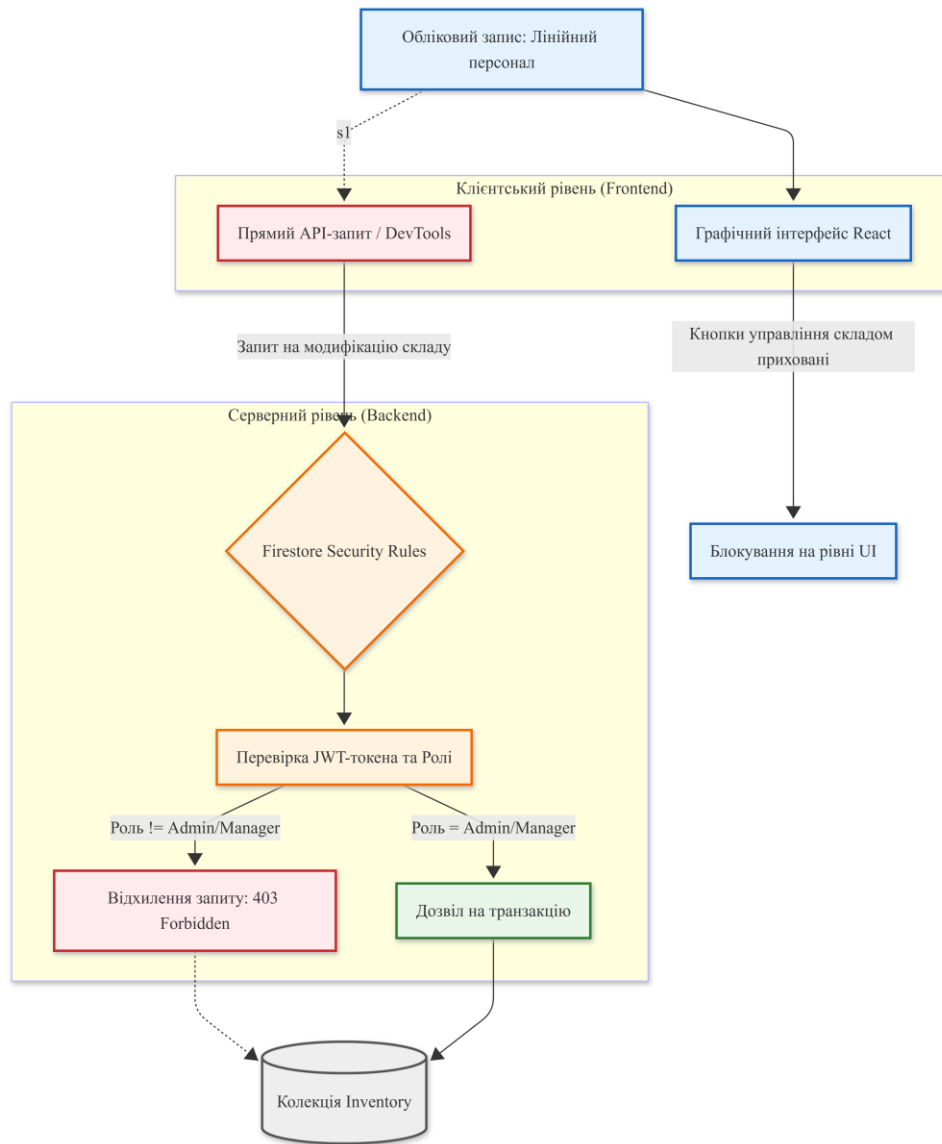 Обліковий запис: Лінійний
персонал
s1
Клієнтський рівень (Frontend)
Прямий API-запит / DevTools
Графічний інтерфейс React
Запит на модифікацію складу
Кнопки управління складом
приховані
Серверний рівень (Backend)
Firestore Security Rules
Блокування на рівні UI
Перевірка JWT-токена та Ролі
Роль != Admin/Manager
Роль = Admin/Manager
Відхилення запиту: 403
Forbidden
Дозвіл на транзакцію
Колекція Inventory